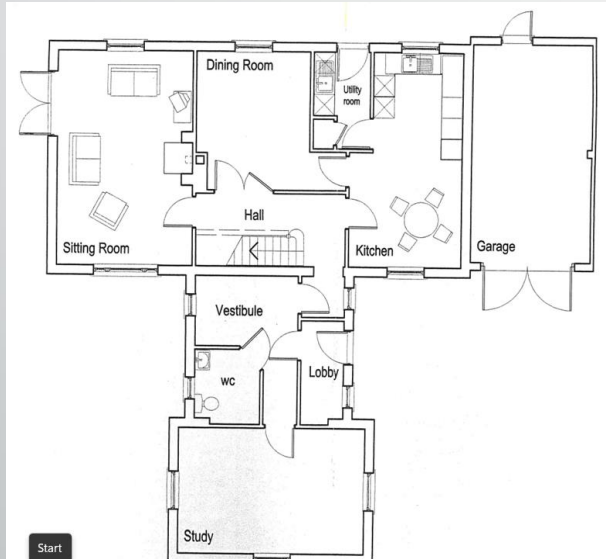 Dining Room
Utility
room
Hall
Sitting Room
Kitchen
Garage
Vestibule
wc
Lobby
Study
Start